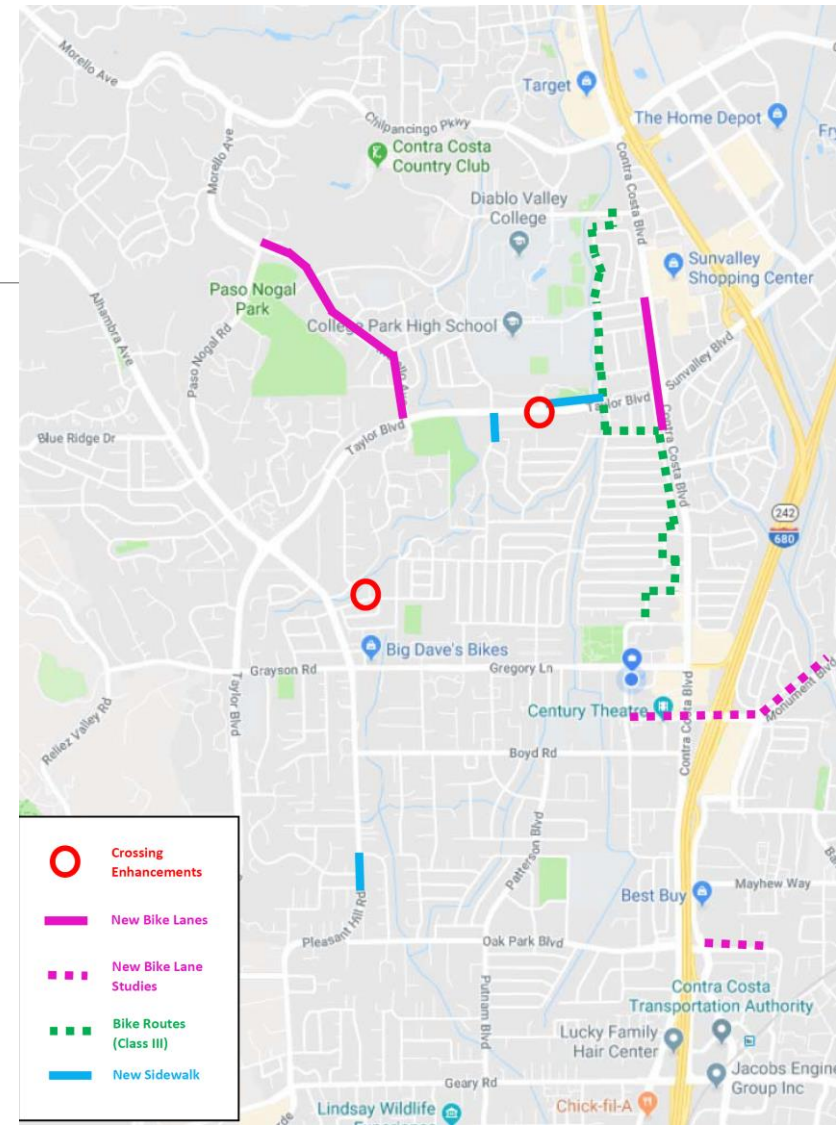 Morello Ave
Target
The Home Depot
Fry
Chilpancingo Pkwy
Contra Costa
Country Club
Contra Costa Blvd
Morello Ave
Diablo Valley
College
Sunvalley
Shopping Center
Paso Nogal
Park
Alhambra Ave
College Park High School
Paso Nogal Rd
Sunvalley Blvd
Taylor Blvd
Contra Costa Blvd
Blue Ridge Dr
Taylor Blvd
242
680
Big Dave's Bikes
Grayson Rd
Gregory Ln
Taylor Blvd
Reliez Valley Rd
Century Theatre
Contra Costa Blvd
Monument Blvd
Boyd Rd
Patterson Blvd
Best Buy
Mayhew Way
Pleasant Hill Rd
Oak Park Blvd
Putnam Blvd
Contra Costa
Transportation Authority
Lucky Family
Hair Center
Jacobs Engine
Group Inc
Geary Rd
Lindsay Wildlife
Chick-fil-A
Crossing
Enhancements
New Bike Lanes
New Bike Lane
Studies
Bike Routes
(Class III)
New Sidewalk